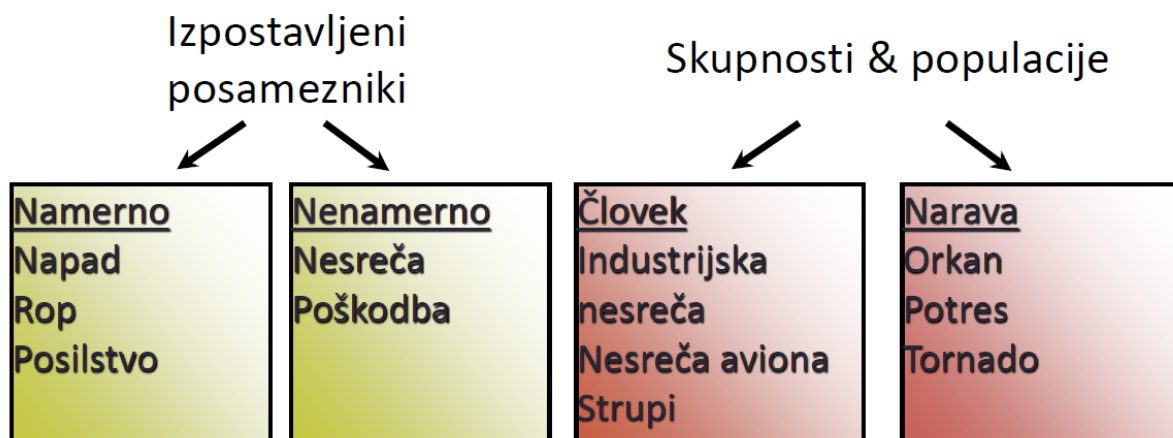 Izpostavljeni
posamezniki
Skupnosti & populacije
Namerno
Napad
Rop
Posilstvo
Nenamerno
Nesreča
Poškodba
Človek
Industrijska
nesreča
Nesreča aviona
Strupi
Narava
Orkan
Potres
Tornado